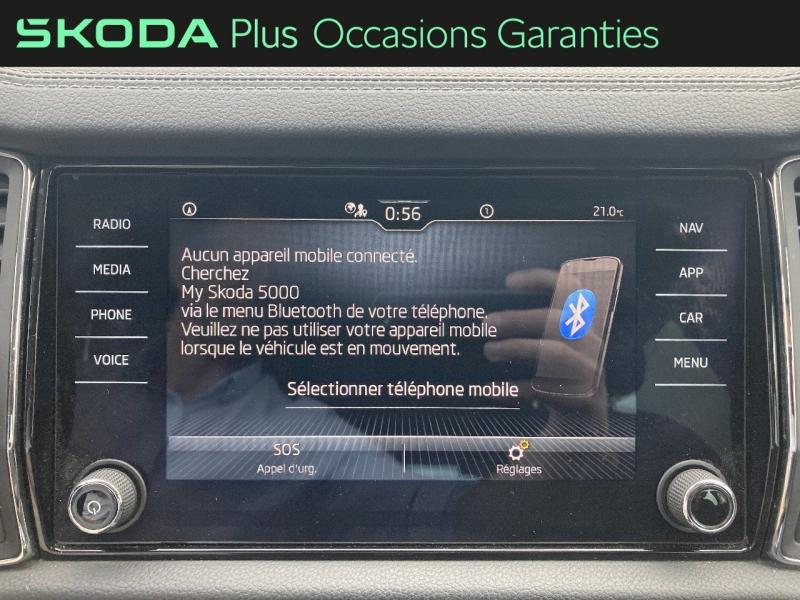 SKODA Plus Occasions Garanties
0:56
1
21.0°C
RADIO
MEDIA
PHONE
VOICE
Aucun appareil mobile connecté.
Cherchez
My Skoda 5000
via le menu Bluetooth de votre téléphone.
Veuillez ne pas utiliser votre appareil mobile
lorsque le véhicule est en mouvement.
Sélectionner téléphone mobile
SOS
Appel d'urg.
Réglages
NAV
APP
CAR
MENU